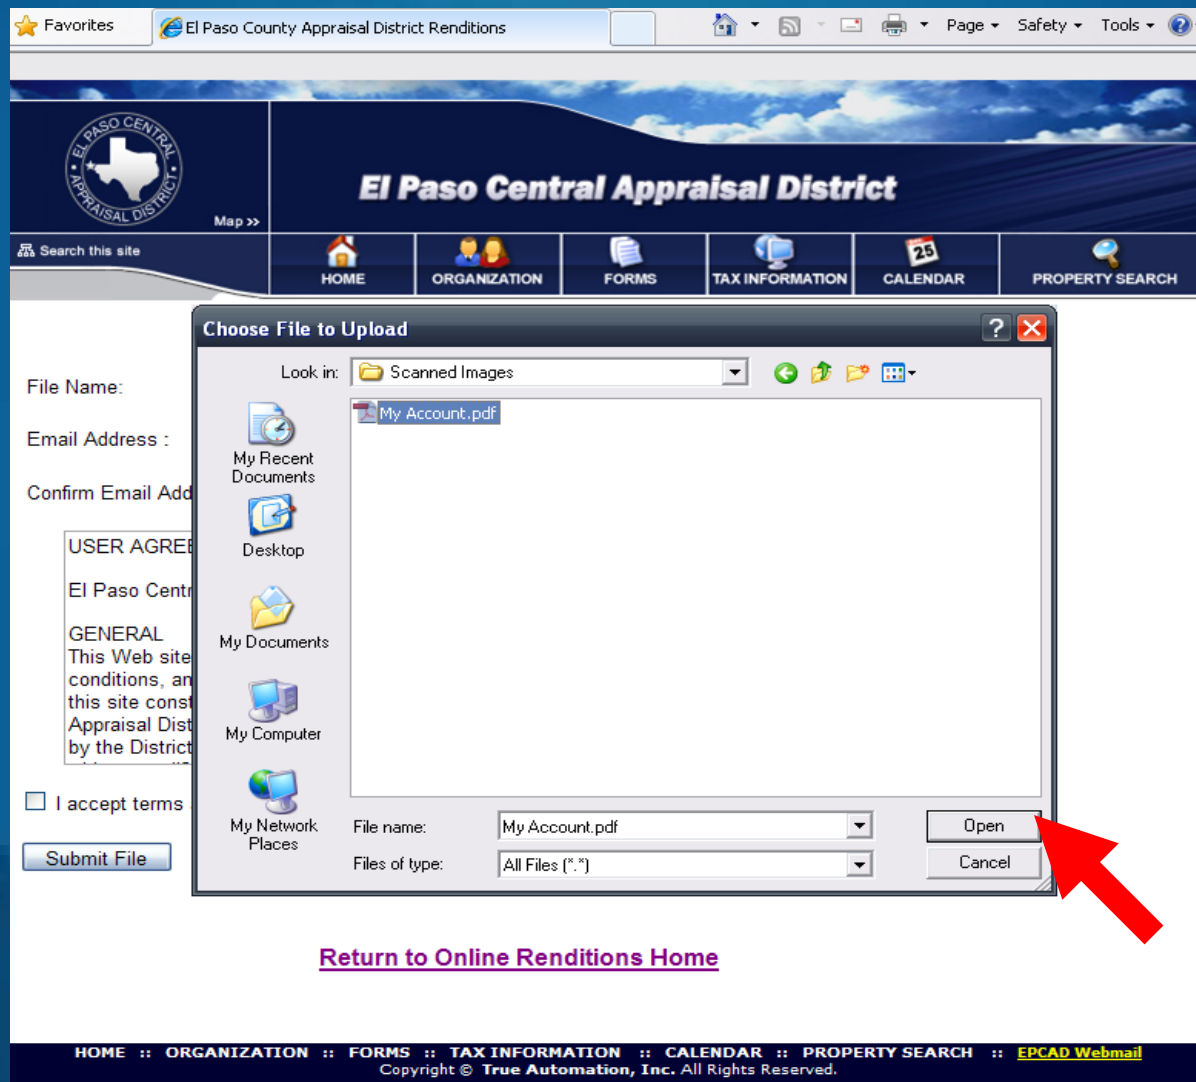 Favorites
El Paso County Appraisal District Renditions
Page
Safety
Tools
EL PASO CENTRAL
APPRAISAL DISTRICT
Map >>
El Paso Central Appraisal District
Search this site
HOME
ORGANIZATION
FORMS
TAX INFORMATION
25
CALENDAR
PROPERTY SEARCH
Choose File to Upload
Look in:
Scanned Images
File Name:
Email Address :
Confirm Email Add
My Account.pdf
My Recent
Documents
Desktop
My Documents
My Computer
My Network
Places
USER AGREE
El Paso Centr
GENERAL
This Web site
conditions, an
this site const
Appraisal Dist
by the District
I accept terms
Submit File
File name:
My Account.pdf
Open
Files of type:
All Files (*.*)
Cancel
Return to Online Renditions Home
HOME :: ORGANIZATION :: FORMS :: TAX INFORMATION :: CALENDAR :: PROPERTY SEARCH :: EPCAD Webmail
Copyright © True Automation, Inc. All Rights Reserved.